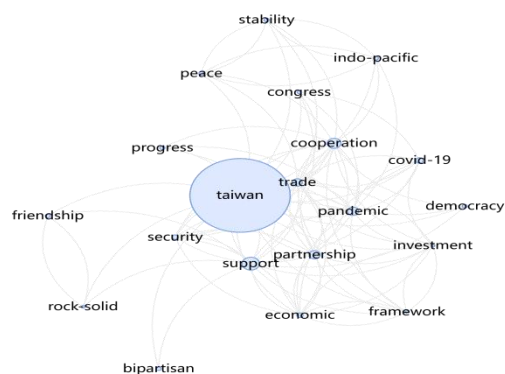 stability
indo-pacific
peace
congress
cooperation
progress
covid-19
trade
taiwan
pandemic
democracy
friendship
security
investment
partnership
support
rock-solid
economic
framework
bipartisan